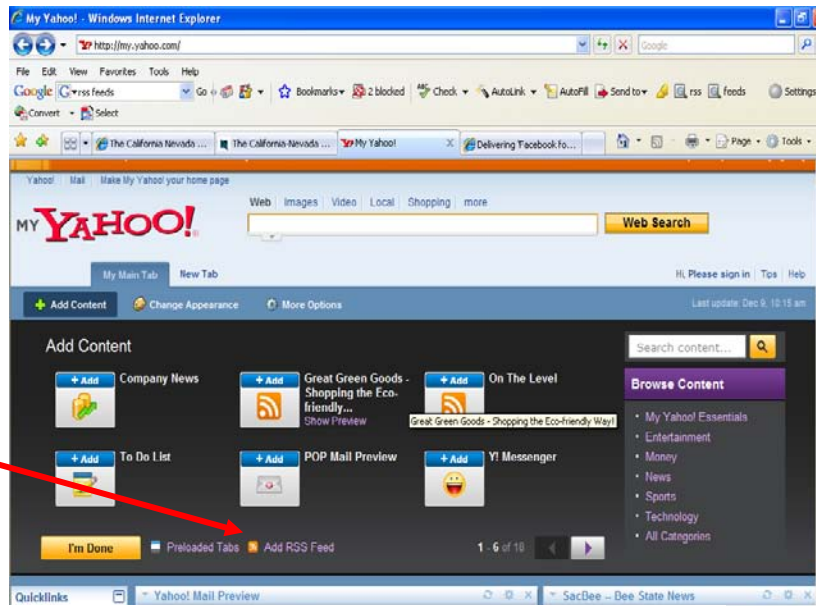 My Yahoo! - Windows Internet Explorer
http://my.yahoo.com/
Google
File Edit View Favorites Tools Help
Google rss feeds Go Bookmarks 2 blocked Check AutoLink AutoFill Send to rss feeds Settings
Convert Select
The California Nevada ... The California-Nevada ... My Yahoo! X Delivering 'Facebook fo... Page Tools
Yahoo! Mail Make My Yahoo! your home page
Web Images Video Local Shopping more
MY YAHOO!
Web Search
My Main Tab New Tab
Hi, Please sign in Tips Help
Add Content Change Appearance More Options
Last update: Dec 9, 10:15 am
Add Content
Search content...
+ Add Company News
+ Add Great Green Goods -
Shopping the Eco-
friendly...
Show Preview
+ Add On The Level
Great Green Goods - Shopping the Eco-friendly Way!
+ Add To Do List
+ Add POP Mail Preview
+ Add Y! Messenger
Browse Content
• My Yahoo! Essentials
• Entertainment
• Money
• News
• Sports
• Technology
• All Categories
I'm Done Preloaded Tabs Add RSS Feed 1 - 6 of 18
Quicklinks Yahoo! Mail Preview SacBee -- Bee State News